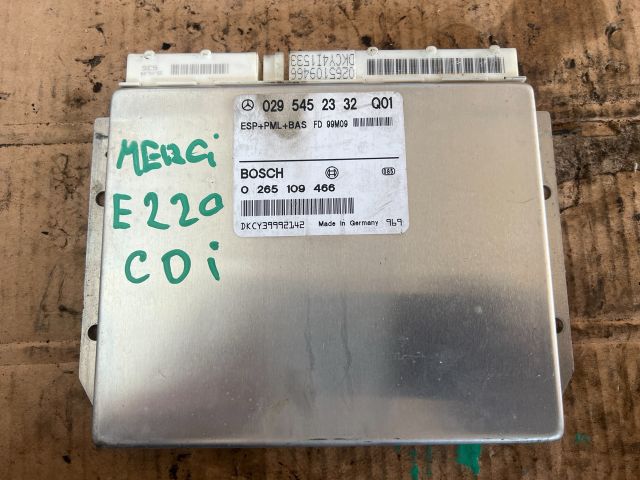 0265109466
DKCY4I1533
029 545 23 32 Q01
ESP+PML+BAS FD 99M09
BOSCH
0 265 109 466
DKCY39992142 Made in Germany 969
MERCi
E220
CDi